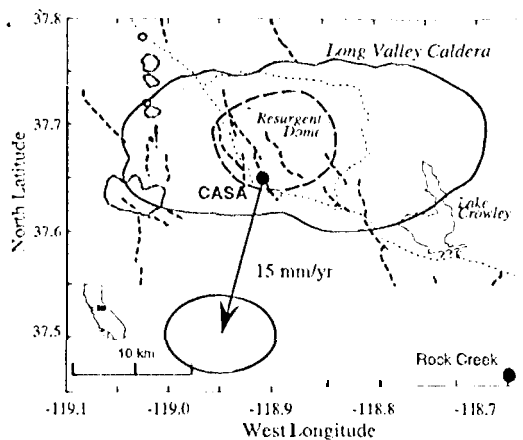 37.8
37.7
37.6
37.5
North Latitude
Long Valley Caldera
Resurgent
Dome
CASA
Lake
Crowley
15 mm/yr
10 km
Rock Creek
-119.1
-119.0
-118.9
-118.8
-118.7
West Longitude